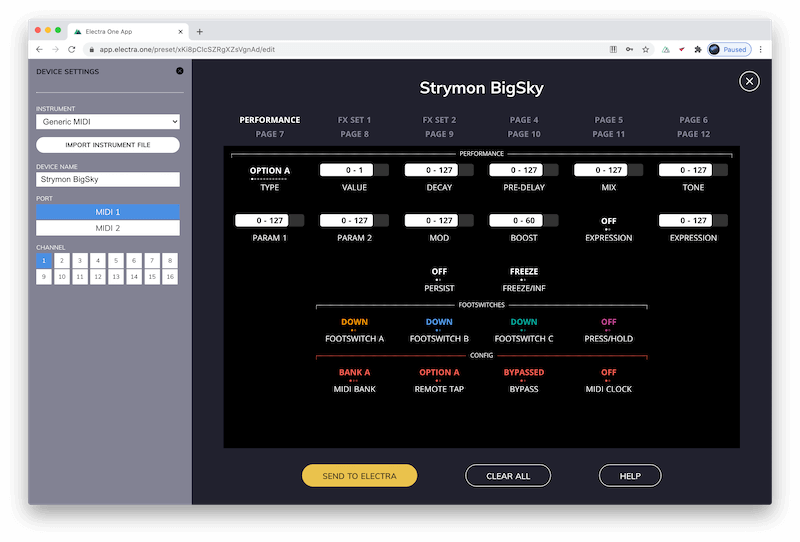 Electra One App
app.electra.one/preset/xKi8pClcSZRgXZsVgnAd/edit
Paused
DEVICE SETTINGS
INSTRUMENT
Generic MIDI
IMPORT INSTRUMENT FILE
DEVICE NAME
Strymon BigSky
PORT
MIDI 1
MIDI 2
CHANNEL
1 2 3 4 5 6 7 8
9 10 11 12 13 14 15 16
Strymon BigSky
PERFORMANCE FX SET 1 FX SET 2 PAGE 4 PAGE 5 PAGE 6
PAGE 7 PAGE 8 PAGE 9 PAGE 10 PAGE 11 PAGE 12
PERFORMANCE
OPTION A 0 - 1 0 - 127 0 - 127 0 - 127 0 - 127
TYPE VALUE DECAY PRE-DELAY MIX TONE
0 - 127 0 - 127 0 - 127 0 - 60 OFF 0 - 127
PARAM 1 PARAM 2 MOD BOOST EXPRESSION EXPRESSION
OFF FREEZE
PERSIST FREEZE/INF
FOOTSWITCHES
DOWN DOWN DOWN OFF
FOOTSWITCH A FOOTSWITCH B FOOTSWITCH C PRESS/HOLD
CONFIG
BANK A OPTION A BYPASSED OFF
MIDI BANK REMOTE TAP BYPASS MIDI CLOCK
SEND TO ELECTRA CLEAR ALL HELP